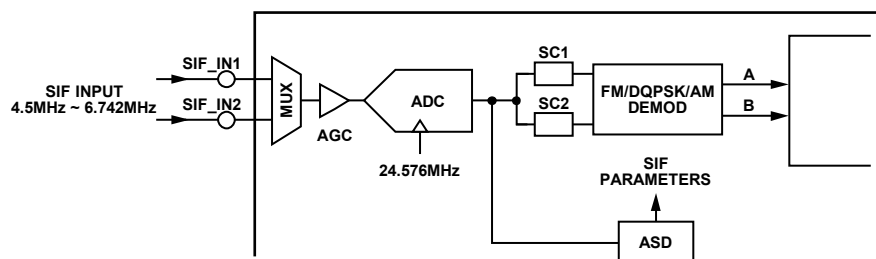 SIF INPUT
4.5MHz ~ 6.742MHz
SIF_IN1
SIF_IN2
MUX
AGC
ADC
24.576MHz
SC1
SC2
FM/DQPSK/AM
DEMOD
A
B
SIF
PARAMETERS
ASD